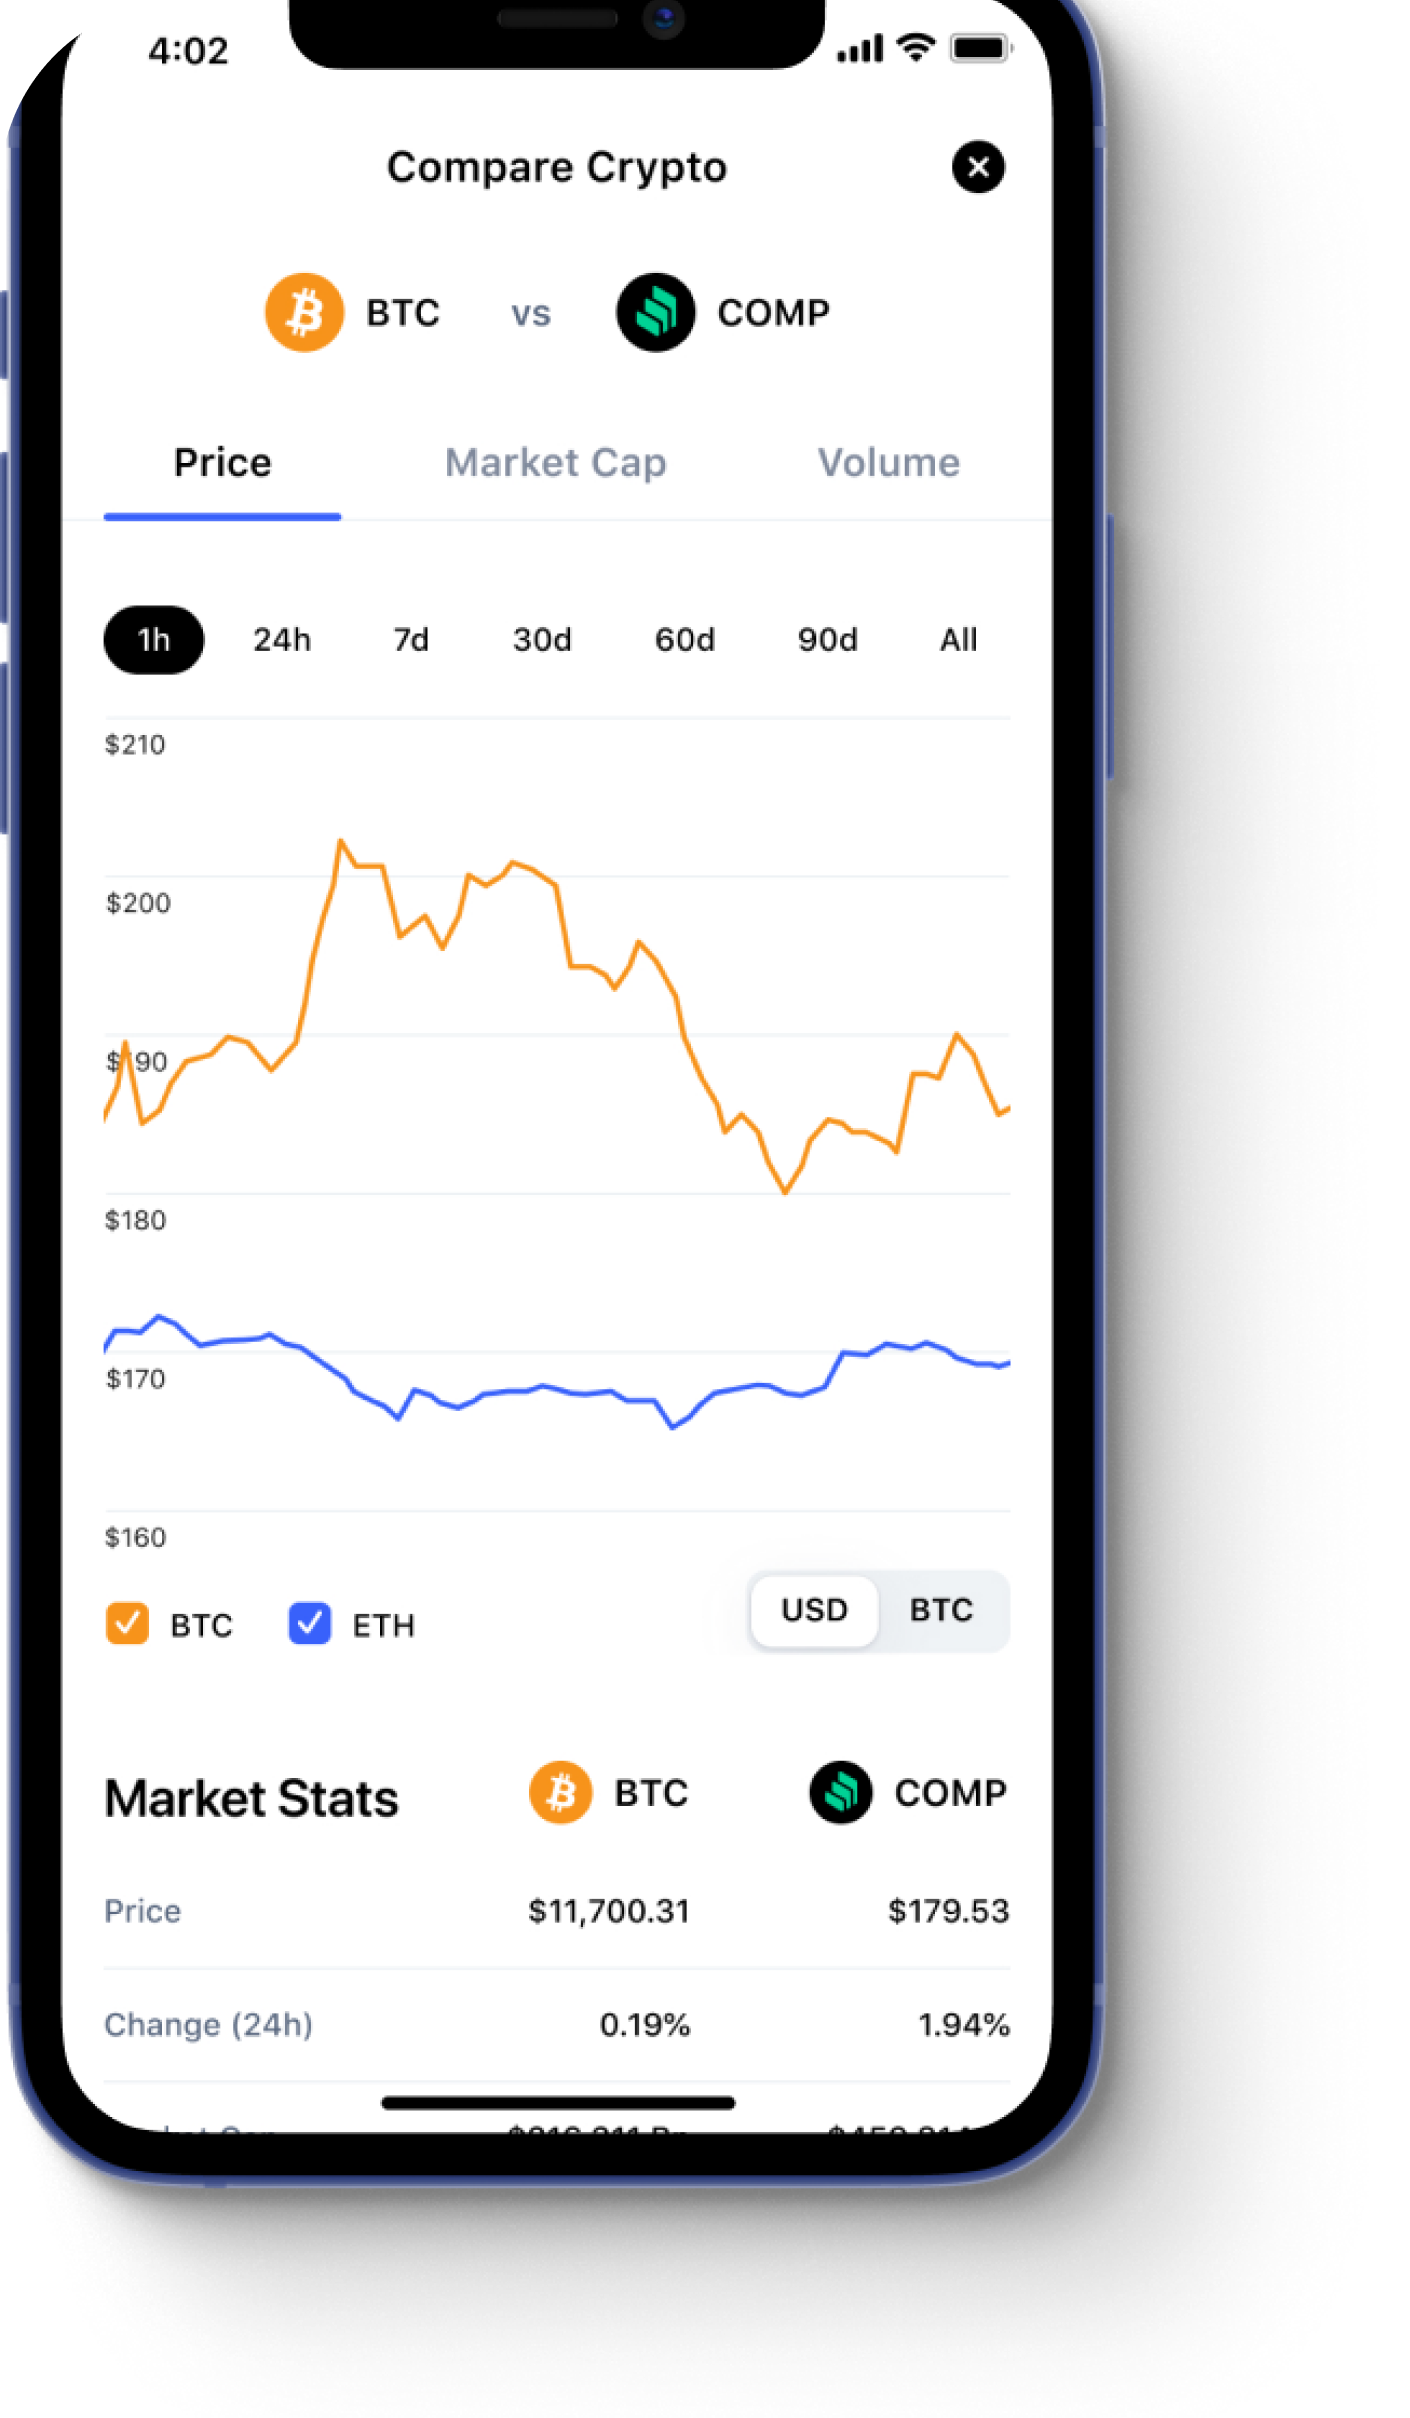 4:02
Compare Crypto
BTC vs COMP
Price Market Cap Volume
1h 24h 7d 30d 60d 90d All
$210
$200
$190
$180
$170
$160
BTC ETH USD BTC
Market Stats BTC COMP
Price $11,700.31 $179.53
Change (24h) 0.19% 1.94%